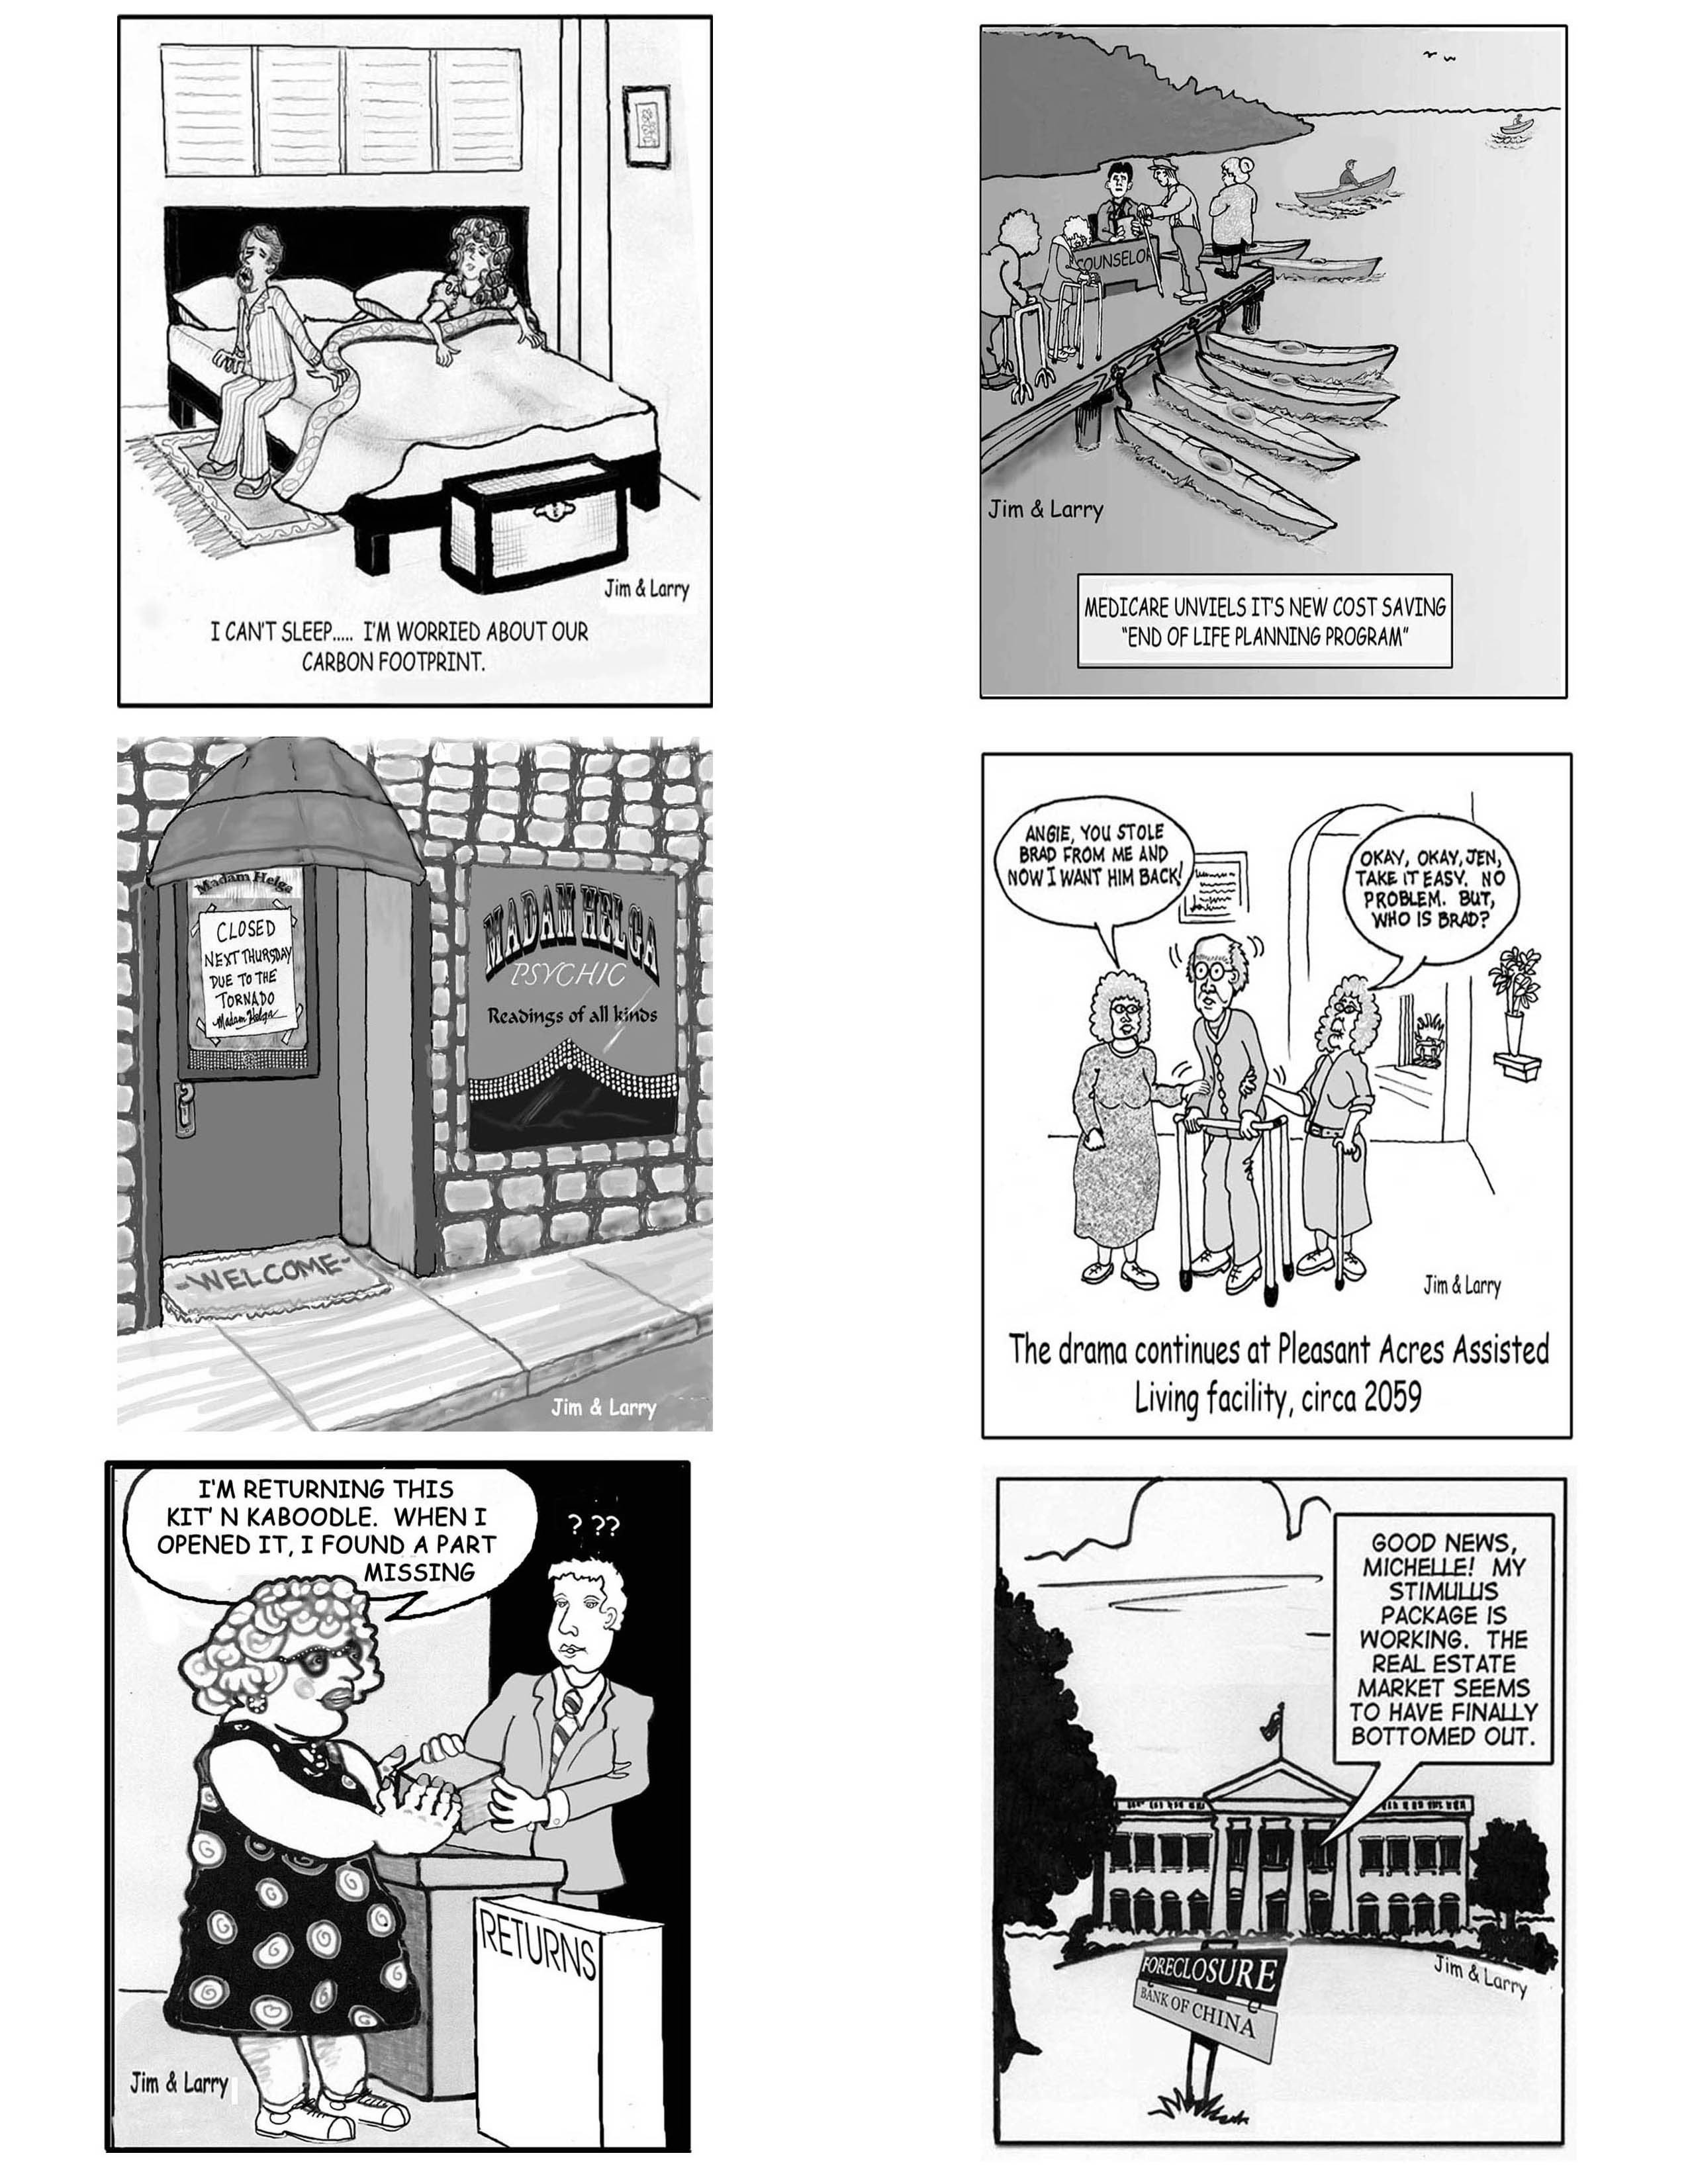 Jim & Larry
I CAN'T SLEEP..... I'M WORRIED ABOUT OUR
CARBON FOOTPRINT.
COUNSELOR
Jim & Larry
MEDICARE UNVIELS IT'S NEW COST SAVING
"END OF LIFE PLANNING PROGRAM"
Madam Helga
CLOSED
NEXT THURSDAY
DUE TO THE
TORNADO
Madam Helga
MADAM HELGA
PSYCHIC
Readings of all kinds
-WELCOME-
Jim & Larry
ANGIE, YOU STOLE
BRAD FROM ME AND
NOW I WANT HIM BACK!
OKAY, OKAY, JEN,
TAKE IT EASY. NO
PROBLEM. BUT,
WHO IS BRAD?
Jim & Larry
The drama continues at Pleasant Acres Assisted
Living facility, circa 2059
I'M RETURNING THIS
KIT' N KABOODLE. WHEN I
OPENED IT, I FOUND A PART
MISSING
? ??
RETURNS
Jim & Larry
GOOD NEWS,
MICHELLE! MY
STIMULUS
PACKAGE IS
WORKING. THE
REAL ESTATE
MARKET SEEMS
TO HAVE FINALLY
BOTTOMED OUT.
Jim & Larry
FORECLOSURE
BANK OF CHINA